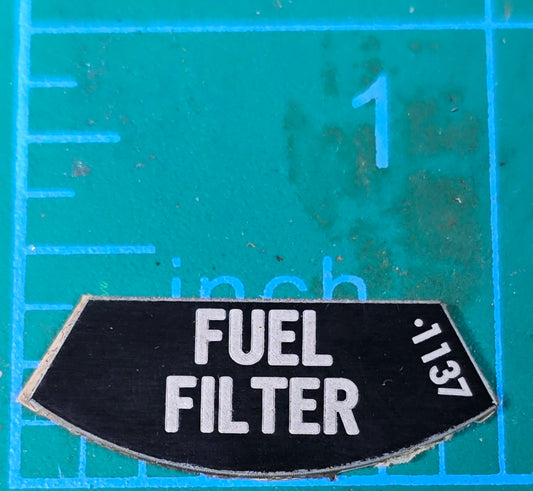 1
inch
FUEL
FILTER
·1137